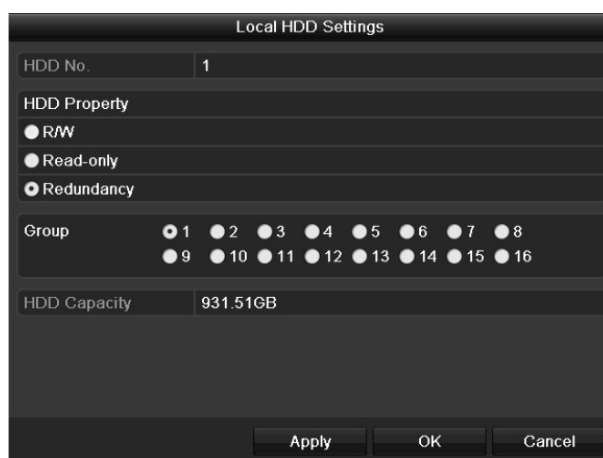 Local HDD Settings
HDD No. 1
HDD Property
R/W
Read-only
Redundancy
Group 1 2 3 4 5 6 7 8
9 10 11 12 13 14 15 16
HDD Capacity 931.51GB
Apply OK Cancel